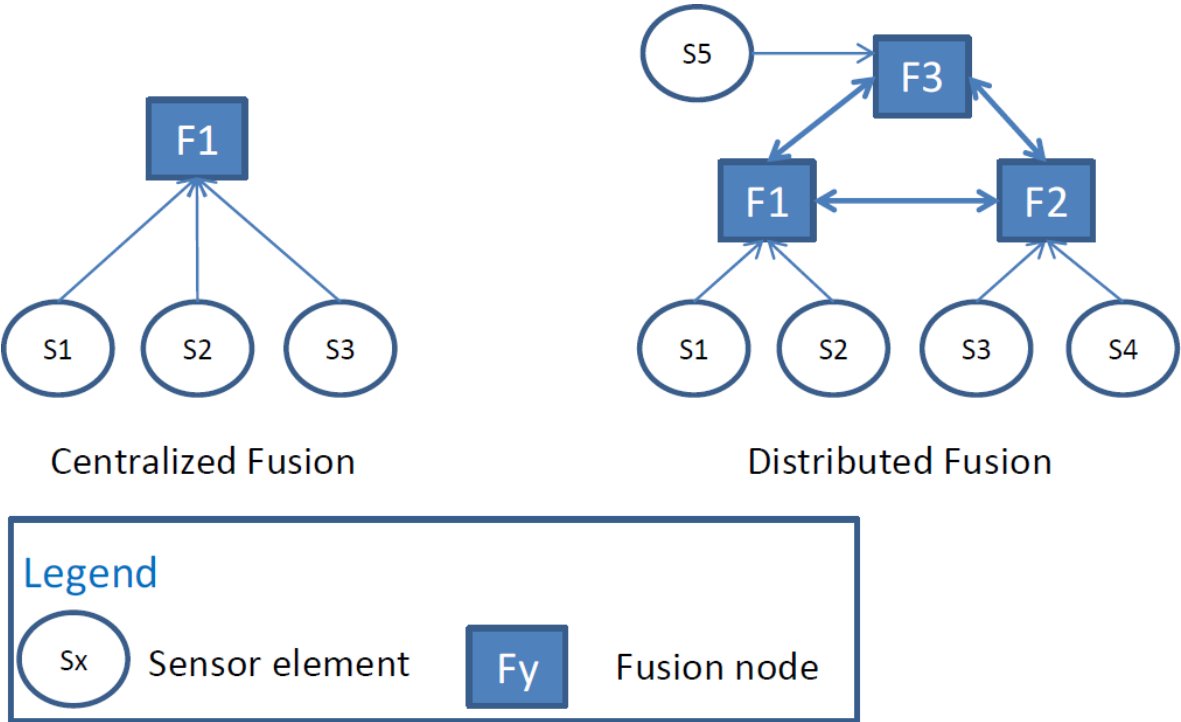 S5
F3
F1
F1
F2
S1
S2
S3
S1
S2
S3
S4
Centralized Fusion
Distributed Fusion
Legend
Sx
Sensor element
Fy
Fusion node